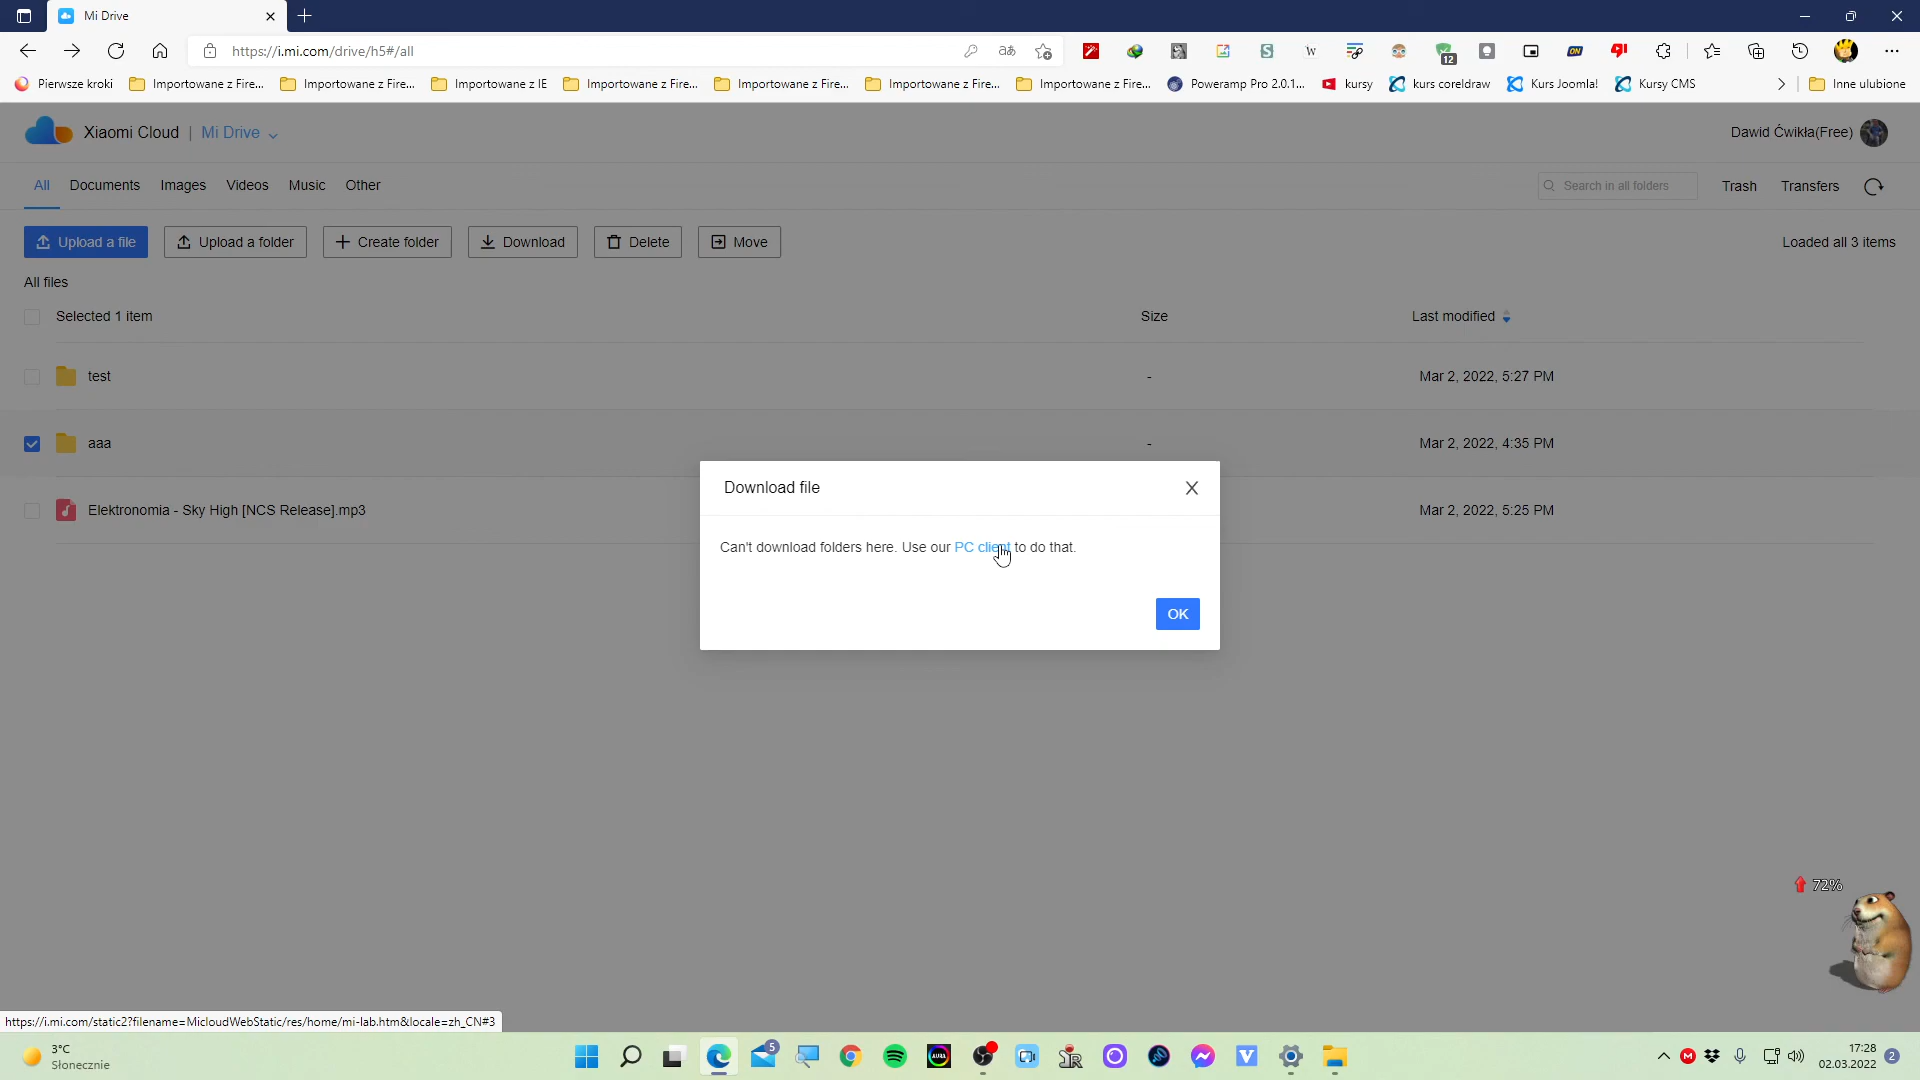 Mi Drive
https://i.mi.com/drive/h5#/all
aあ
W
12
ON
Pierwsze kroki
Importowane z Fire...
Importowane z Fire...
Importowane z IE
Importowane z Fire...
Importowane z Fire...
Importowane z Fire...
Importowane z Fire...
Poweramp Pro 2.0.1...
kursy
kurs coreldraw
Kurs Joomla!
Kursy CMS
Inne ulubione
Xiaomi Cloud | Mi Drive
Dawid Ćwikła(Free)
All
Documents
Images
Videos
Music
Other
Search in all folders
Trash
Transfers
Upload a file
Upload a folder
Create folder
Download
Delete
Move
Loaded all 3 items
All files
Selected 1 item
Size
Last modified
test
-
Mar 2, 2022, 5:27 PM
aaa
-
Mar 2, 2022, 4:35 PM
Elektronomia - Sky High [NCS Release].mp3
Mar 2, 2022, 5:25 PM
Download file
Can't download folders here. Use our PC client to do that.
OK
72%
https://i.mi.com/static2?filename=MicloudWebStatic/res/home/mi-lab.htm&locale=zh_CN#3
3°C
Słonecznie
5
17:28
02.03.2022
2